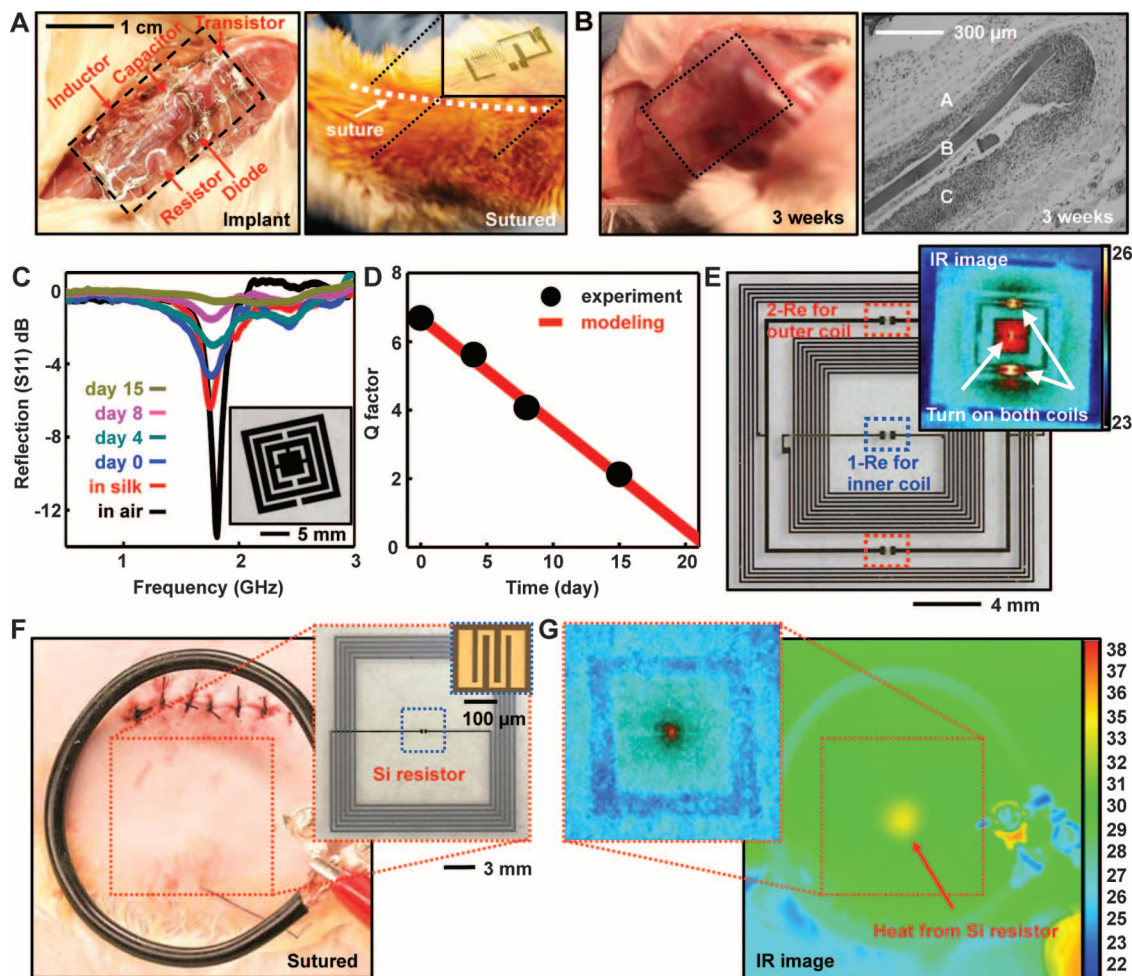 A
1 cm
Transistor
Capacitor
Inductor
Resistor
Diode
Implant
suture
Sutured
B
3 weeks
300 µm
A
B
C
3 weeks
C
Reflection (S11) dB
0
-4
-8
-12
day 15
day 8
day 4
day 0
in silk
in air
5 mm
1
2
3
Frequency (GHz)
D
Q factor
8
6
4
2
0
experiment
modeling
0
5
10
15
20
Time (day)
E
2-Re for
outer coil
1-Re for
inner coil
IR image
Turn on both coils
26
23
4 mm
F
Sutured
Si resistor
100 µm
3 mm
G
Heat from Si resistor
IR image
38
37
36
35
34
33
32
31
30
29
28
27
26
25
24
23
22